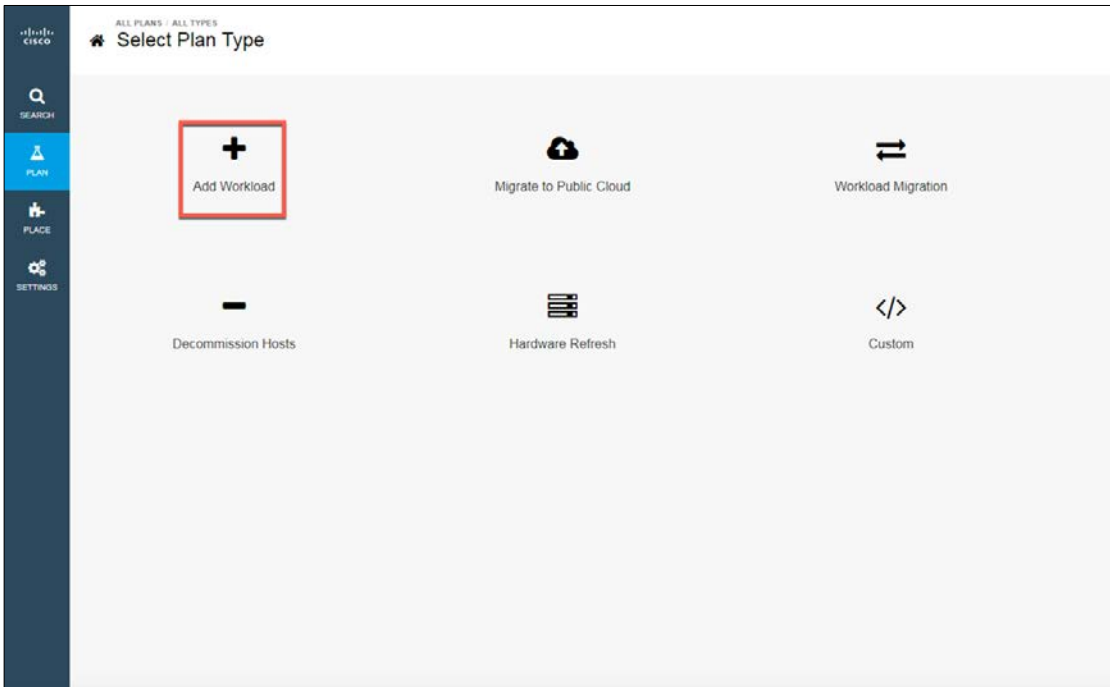 CISCO
ALL PLANS / ALL TYPES
Select Plan Type
SEARCH
PLAN
PLACE
SETTINGS
Add Workload
Migrate to Public Cloud
Workload Migration
Decommission Hosts
Hardware Refresh
Custom